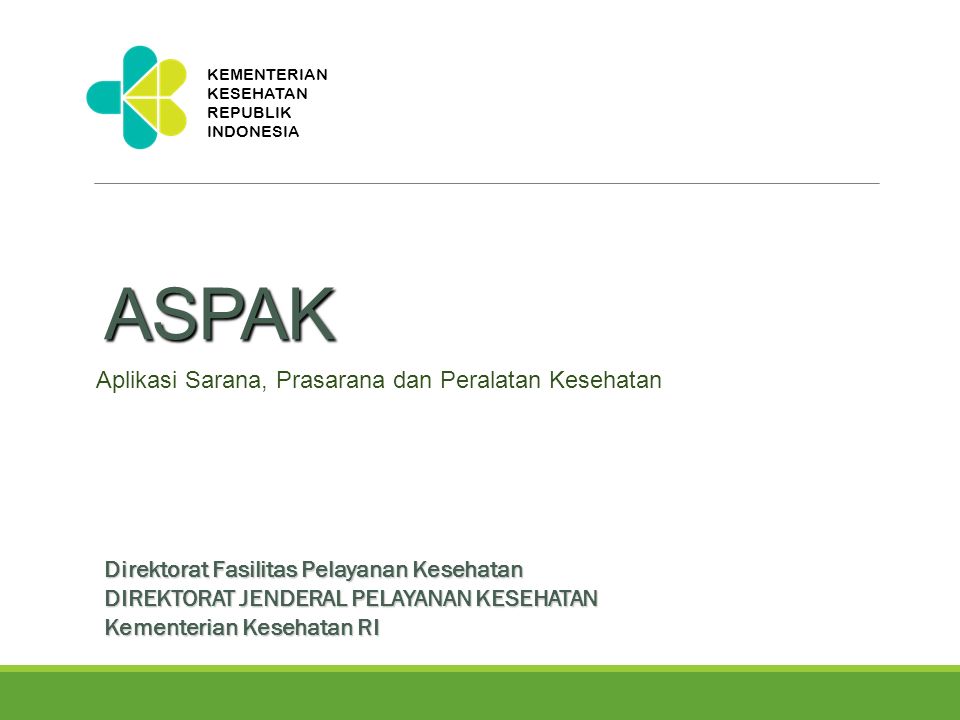 KEMENTERIAN
KESEHATAN
REPUBLIK
INDONESIA
ASPAK
Aplikasi Sarana, Prasarana dan Peralatan Kesehatan
Direktorat Fasilitas Pelayanan Kesehatan
DIREKTORAT JENDERAL PELAYANAN KESEHATAN
Kementerian Kesehatan RI